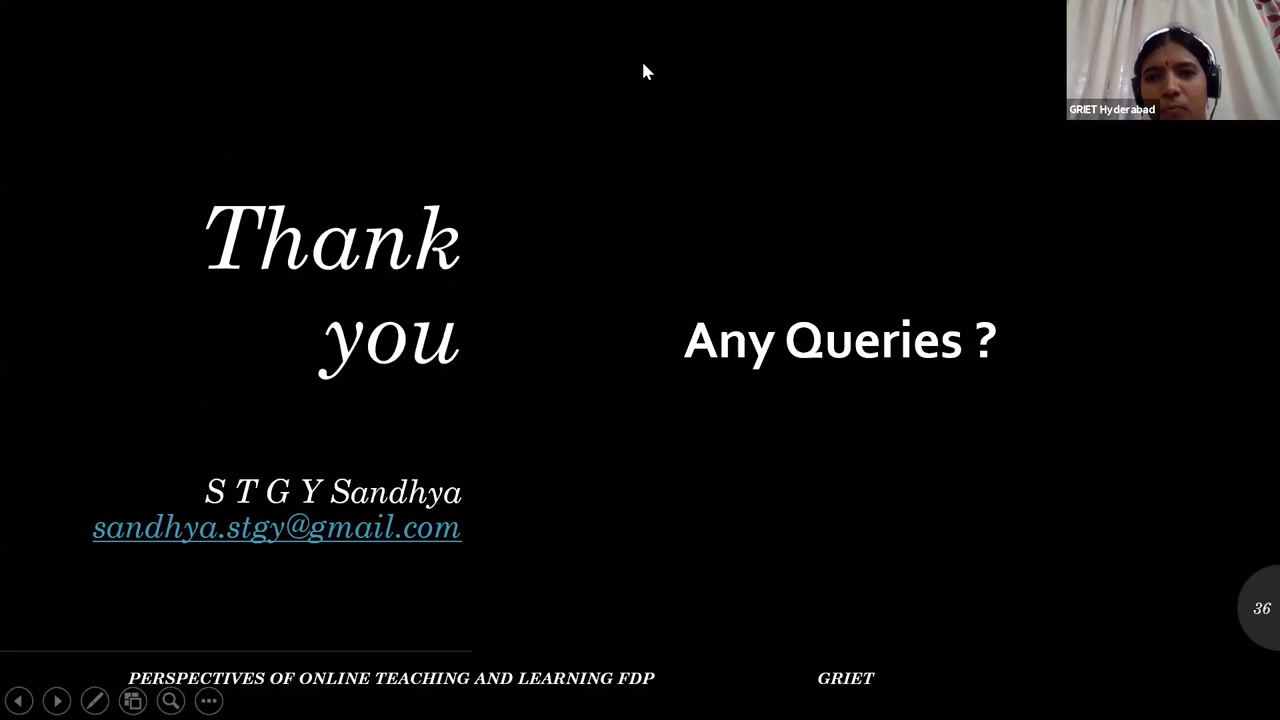 GRIET Hyderabad
Thank
you
Any Queries ?
S T G Y Sandhya
sandhya.stgy@gmail.com
36
PERSPECTIVES OF ONLINE TEACHING AND LEARNING FDP
GRIET